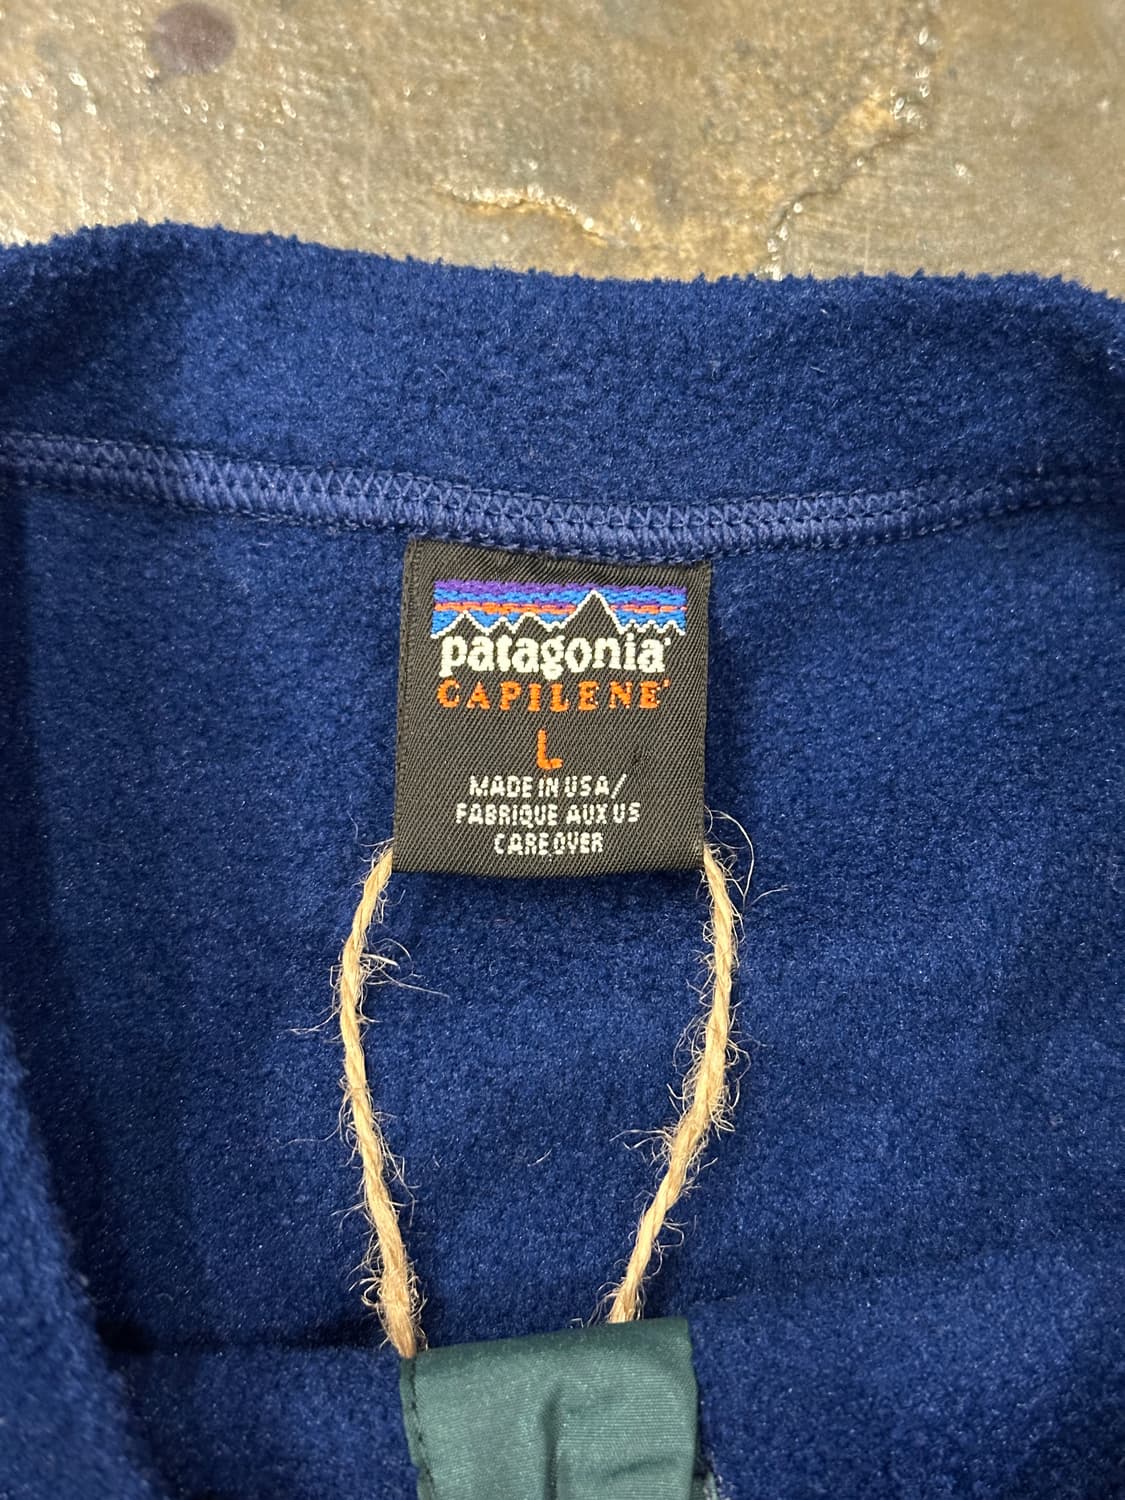 patagonia®
CAPILENE®
L
MADE IN USA/
FABRIQUE AUX US
CARE OVER